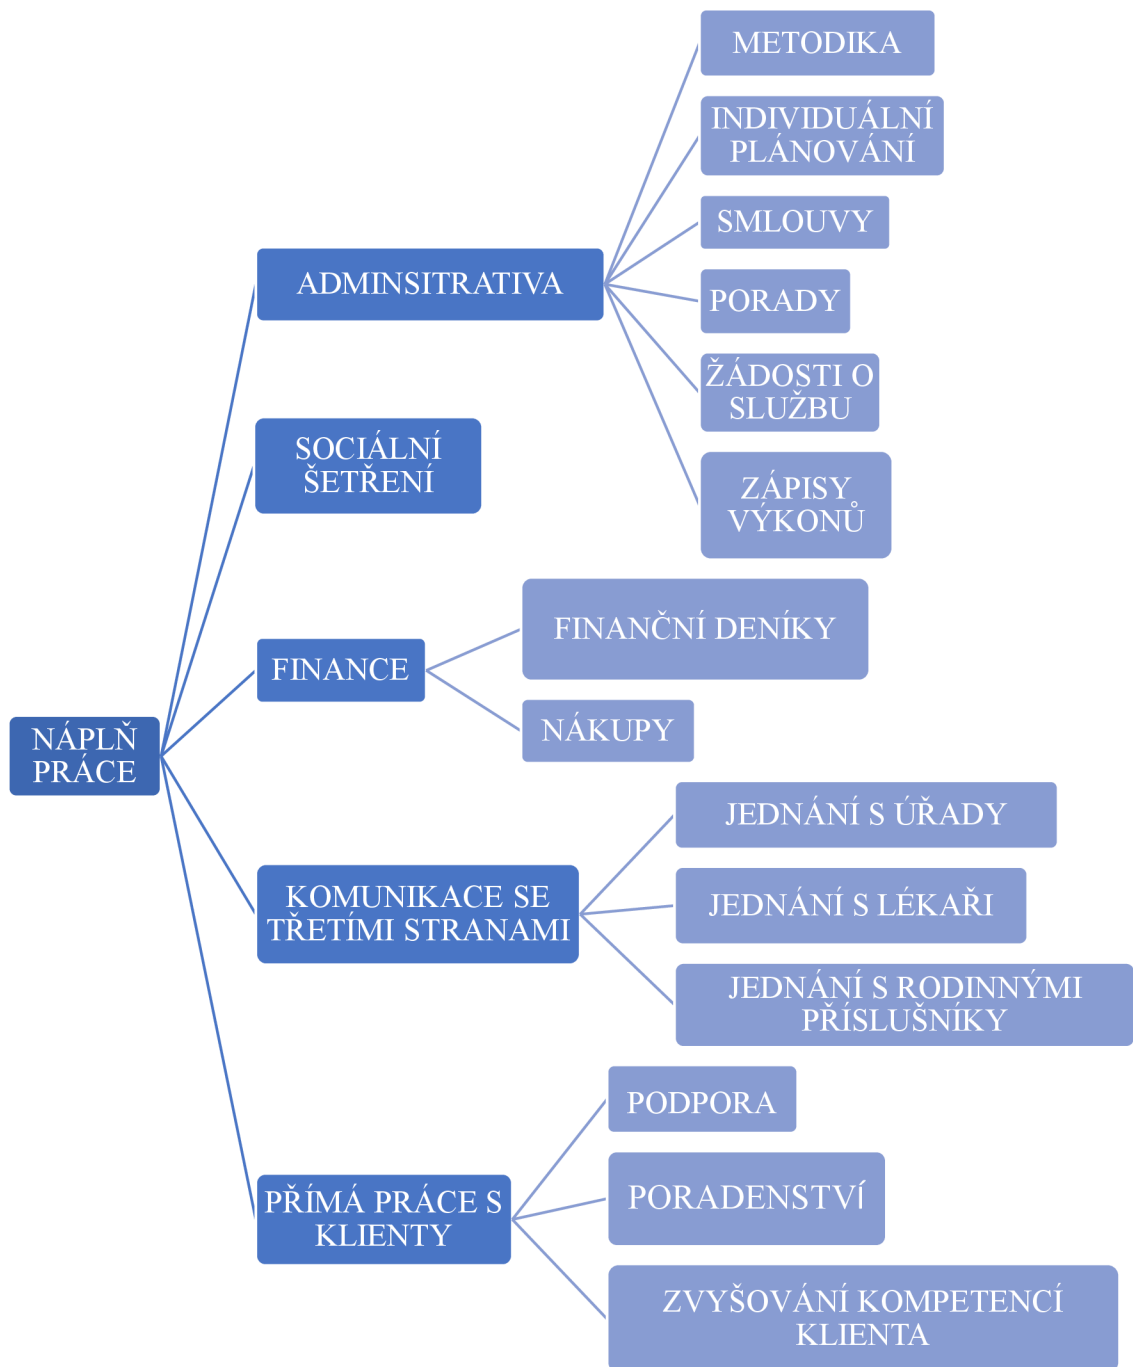 NÁPLŇ
PRÁCE
ADMINSITRATIVA
METODIKA
INDIVIDUÁLNÍ
PLÁNOVÁNÍ
SMLOUVY
PORADY
ŽÁDOSTI O
SLUŽBU
ZÁPISY
VÝKONŮ
SOCIÁLNÍ
ŠETŘENÍ
FINANCE
FINANČNÍ DENÍKY
NÁKUPY
KOMUNIKACE SE
TŘETÍMI STRANAMI
JEDNÁNÍ S ÚŘADY
JEDNÁNÍ S LÉKAŘI
JEDNÁNÍ S RODINNÝMI
PŘÍSLUŠNÍKY
PŘÍMÁ PRÁCE S
KLIENTY
PODPORA
PORADENSTVÍ
ZVYŠOVÁNÍ KOMPETENCÍ
KLIENTA